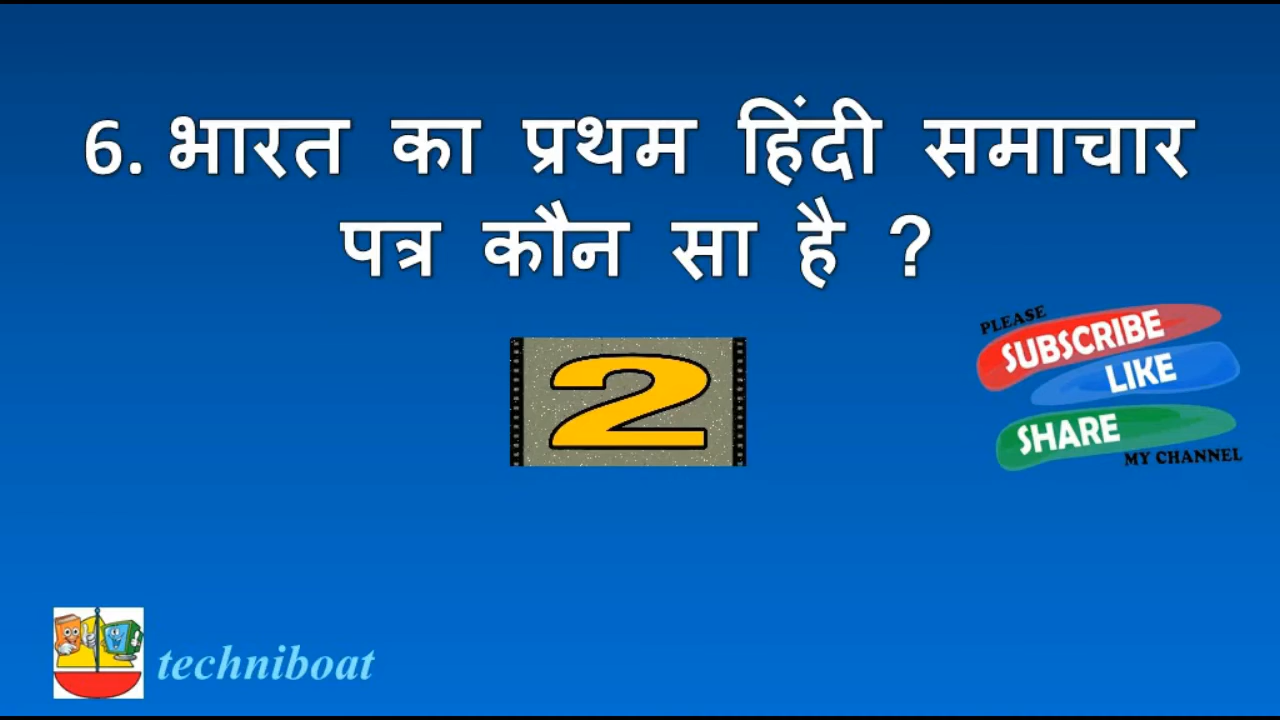 6. भारत का प्रथम हिंदी समाचार
पत्र कौन सा है ?
2
PLEASE
SUBSCRIBE
LIKE
SHARE
MY CHANNEL
techniboat